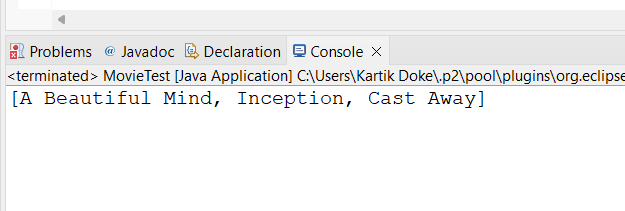 Problems @ Javadoc Declaration Console
<terminated> MovieTest [Java Application] C:\Users\Kartik Doke\.p2\pool\plugins\org.eclipse
[A Beautiful Mind, Inception, Cast Away]